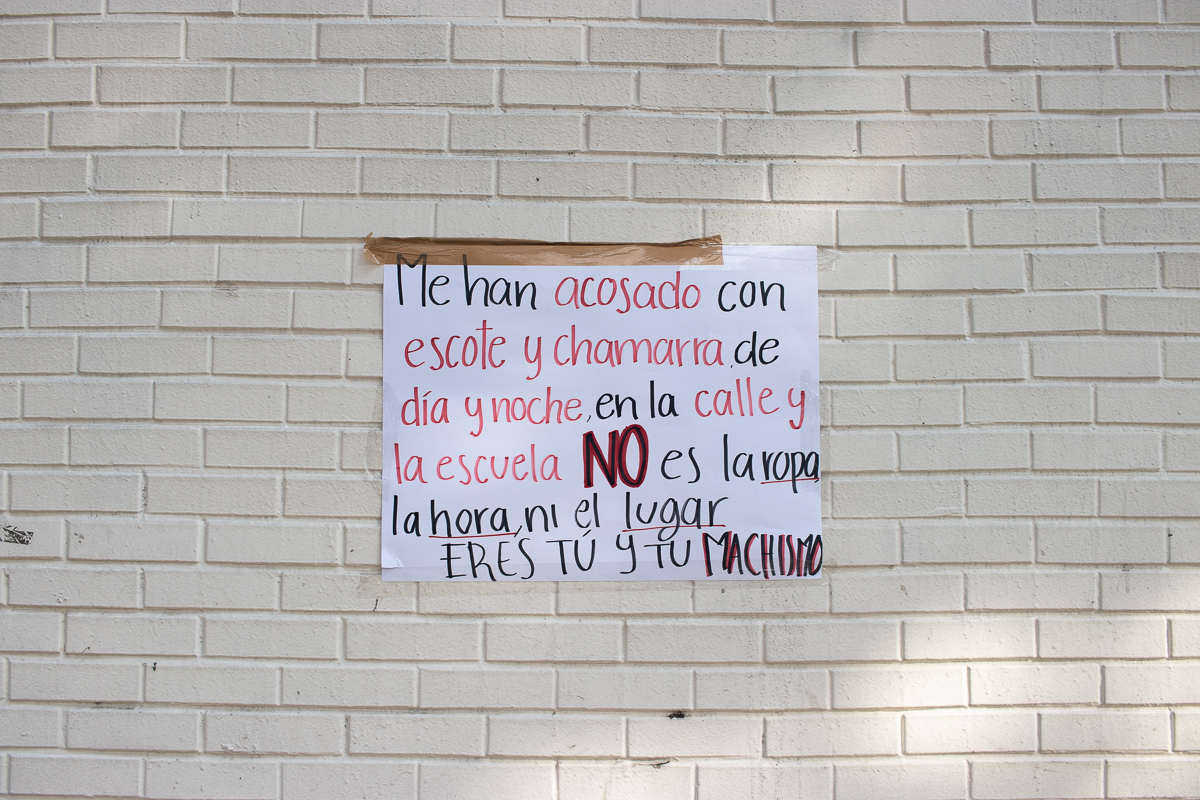 Me han acosado con
escote y chamarra, de
día y noche, en la calle y
la escuela NO es la ropa,
la hora, ni el lugar
ERES TÚ Y TU MACHISMO